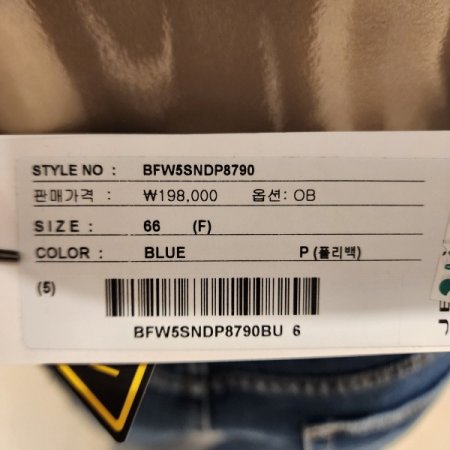 STYLE NO : BFW5SNDP8790
판매가격 : ₩198,000 옵션: OB
SIZE : 66 (F)
COLOR : BLUE P (폴리백)
(5)
BFW5SNDP8790BU 6